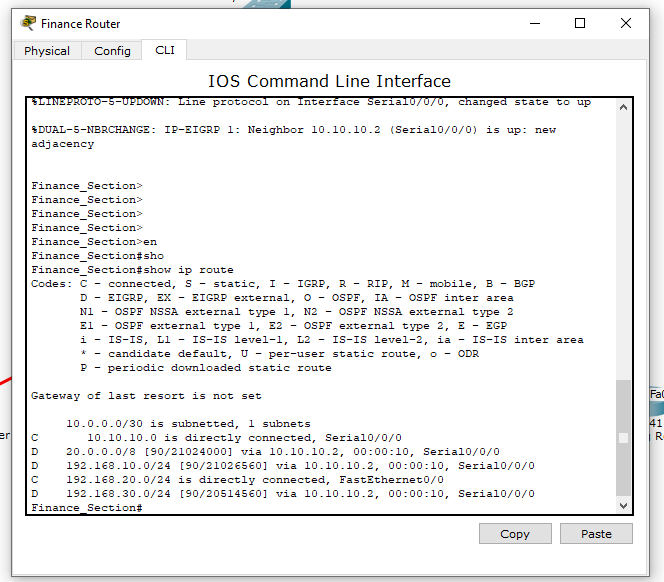 Finance Router
Physical Config CLI
IOS Command Line Interface
%LINEPROTO-5-UPDOWN: Line protocol on Interface Serial0/0/0, changed state to up
%DUAL-5-NBRCHANGE: IP-EIGRP 1: Neighbor 10.10.10.2 (Serial0/0/0) is up: new
adjacency
Finance_Section>
Finance_Section>
Finance_Section>
Finance_Section>
Finance_Section>en
Finance_Section#sho
Finance_Section#show ip route
Codes: C - connected, S - static, I - IGRP, R - RIP, M - mobile, B - BGP
D - EIGRP, EX - EIGRP external, O - OSPF, IA - OSPF inter area
N1 - OSPF NSSA external type 1, N2 - OSPF NSSA external type 2
E1 - OSPF external type 1, E2 - OSPF external type 2, E - EGP
i - IS-IS, L1 - IS-IS level-1, L2 - IS-IS level-2, ia - IS-IS inter area
* - candidate default, U - per-user static route, o - ODR
P - periodic downloaded static route
Gateway of last resort is not set
10.0.0.0/30 is subnetted, 1 subnets
C 10.10.10.0 is directly connected, Serial0/0/0
D 20.0.0.0/8 [90/21024000] via 10.10.10.2, 00:00:10, Serial0/0/0
D 192.168.10.0/24 [90/21026560] via 10.10.10.2, 00:00:10, Serial0/0/0
C 192.168.20.0/24 is directly connected, FastEthernet0/0
D 192.168.30.0/24 [90/20514560] via 10.10.10.2, 00:00:10, Serial0/0/0
Finance_Section#
Copy Paste